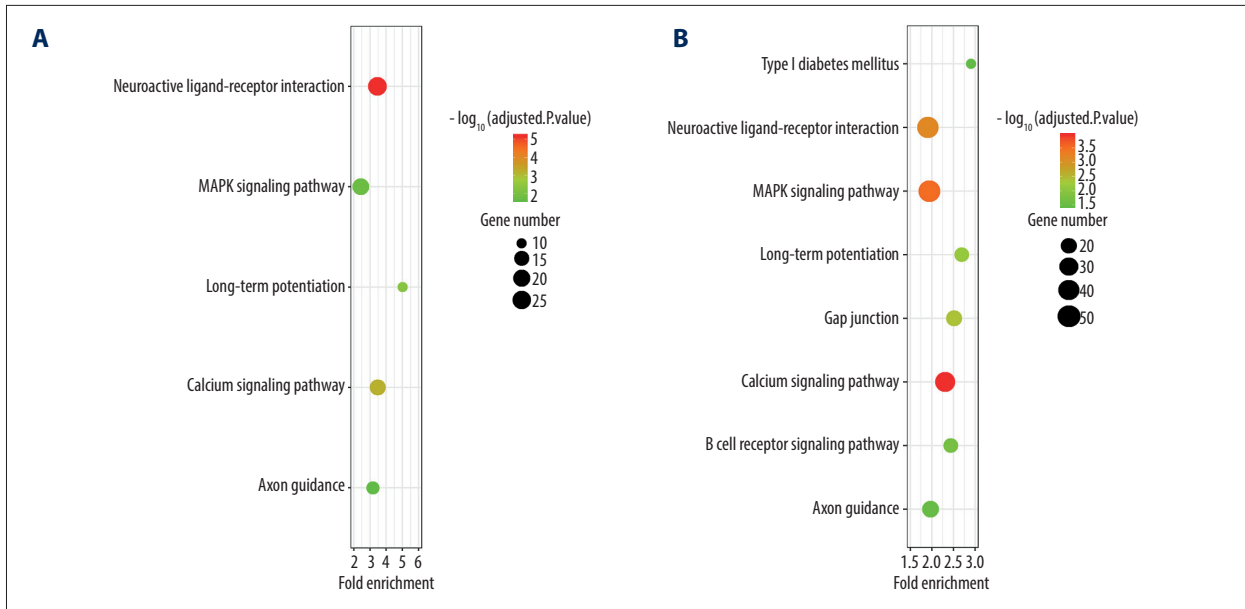 A
Neuroactive ligand-receptor interaction
MAPK signaling pathway
Long-term potentiation
Calcium signaling pathway
Axon guidance
2 3 4 5 6
Fold enrichment
- log10 (adjusted.P.value)
5
4
3
2
Gene number
10
15
20
25
B
Type I diabetes mellitus
Neuroactive ligand-receptor interaction
MAPK signaling pathway
Long-term potentiation
Gap junction
Calcium signaling pathway
B cell receptor signaling pathway
Axon guidance
1.5 2.0 2.5 3.0
Fold enrichment
- log10 (adjusted.P.value)
3.5
3.0
2.5
2.0
1.5
Gene number
20
30
40
50